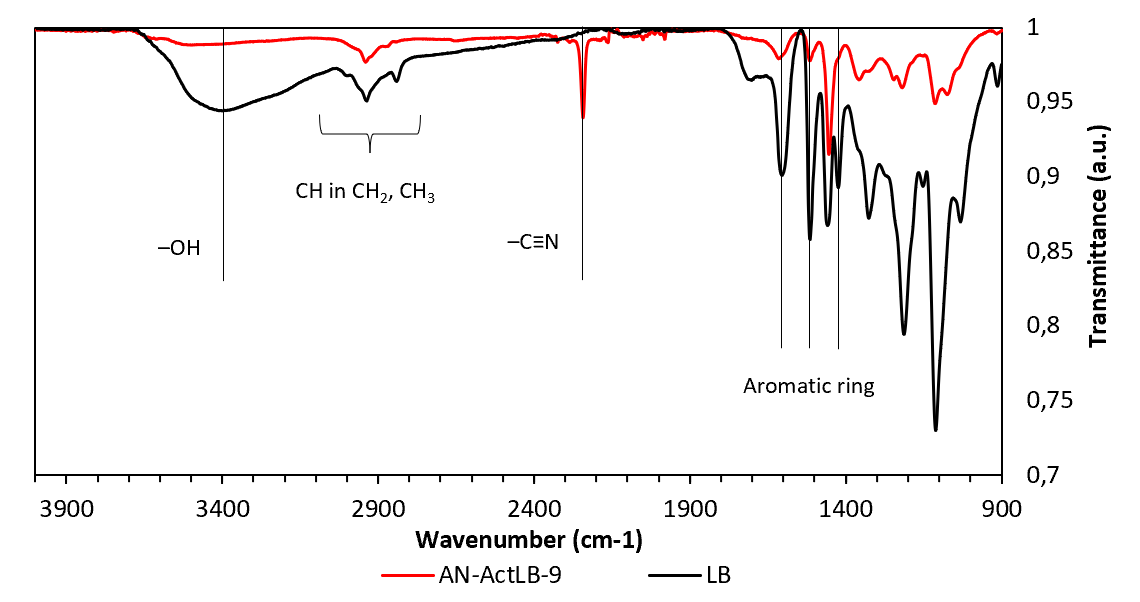 1
0,95
0,9
0,85
0,8
0,75
0,7
Transmittance (a.u.)
CH in CH₂, CH₃
–OH
–C≡N
Aromatic ring
3900 3400 2900 2400 1900 1400 900
Wavenumber (cm-1)
AN-ActLB-9 LB